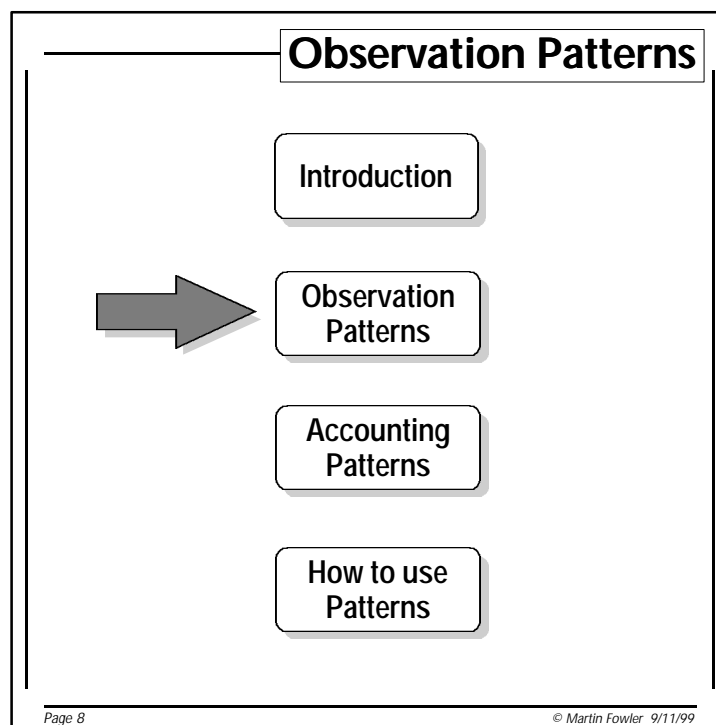 Observation Patterns
Introduction
Observation
Patterns
Accounting
Patterns
How to use
Patterns
Page 8
© Martin Fowler 9/11/99